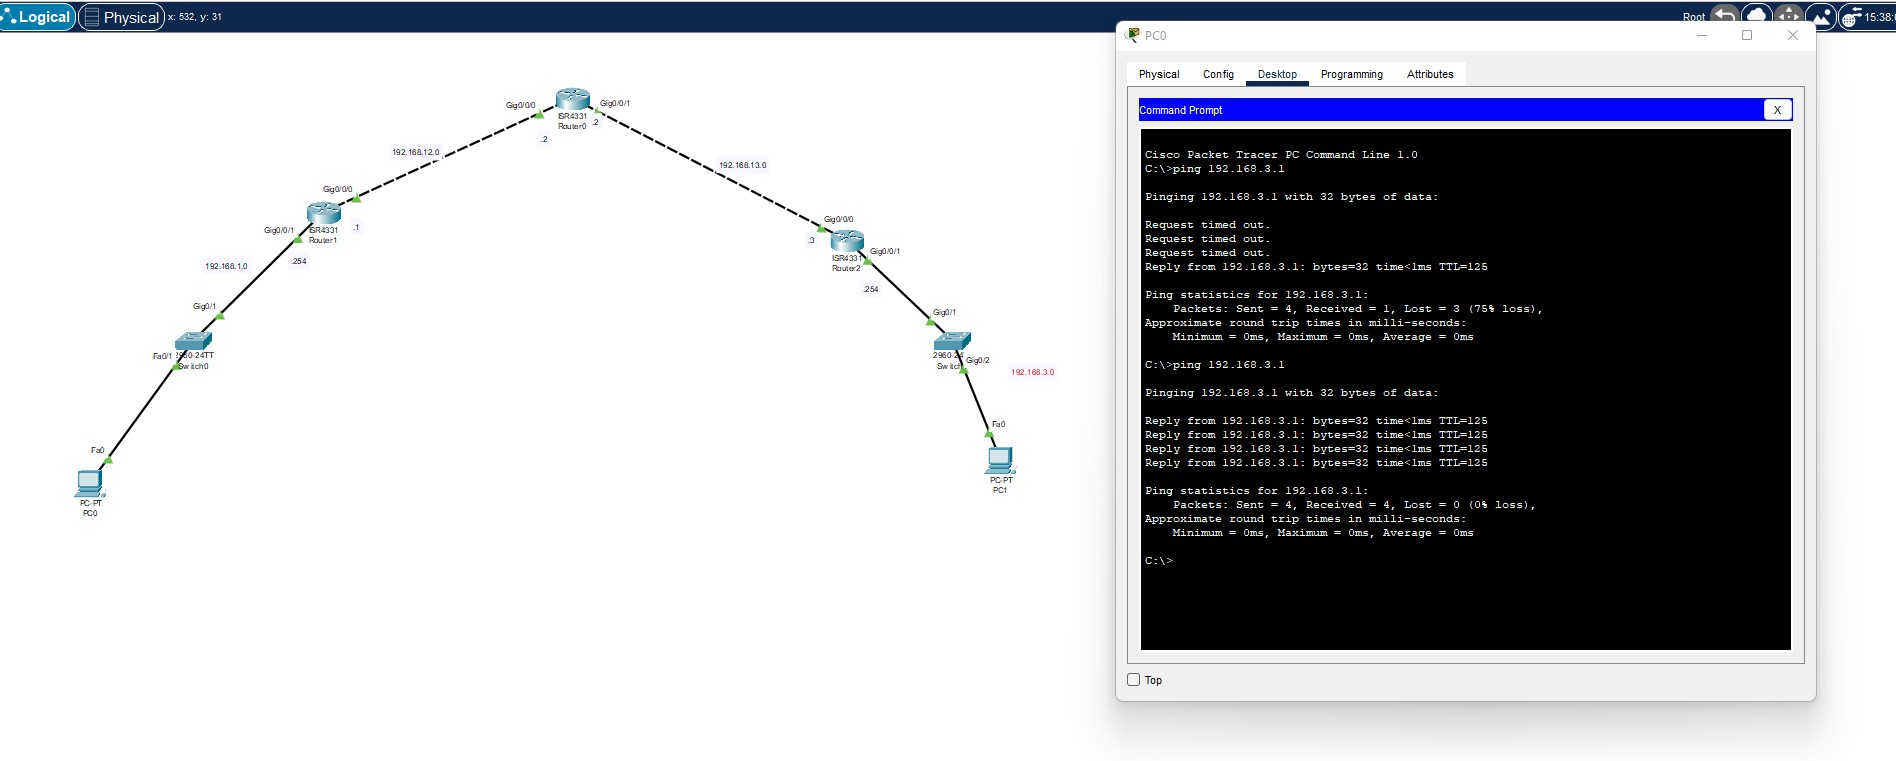 Logical
Physical
x: 532, y: 31
Root
15:38:
Gig0/0/0
Gig0/0/1
ISR4331
Router0
.2
.2
192.168.12.0
192.168.13.0
Gig0/0/0
Gig0/0/1
ISR4331
Router1
.1
.254
192.168.1.0
Gig0/0/0
.3
ISR4331
Router2
Gig0/0/1
.254
Gig0/1
Fa0/1
2960-24TT
Switch0
Gig0/1
2960-24
Switch
Gig0/2
192.168.3.0
Fa0
PC-PT
PC0
Fa0
PC-PT
PC1
PC0
Physical
Config
Desktop
Programming
Attributes
Command Prompt
X
Cisco Packet Tracer PC Command Line 1.0
C:\>ping 192.168.3.1
Pinging 192.168.3.1 with 32 bytes of data:
Request timed out.
Request timed out.
Request timed out.
Reply from 192.168.3.1: bytes=32 time<1ms TTL=125
Ping statistics for 192.168.3.1:
Packets: Sent = 4, Received = 1, Lost = 3 (75% loss),
Approximate round trip times in milli-seconds:
Minimum = 0ms, Maximum = 0ms, Average = 0ms
C:\>ping 192.168.3.1
Pinging 192.168.3.1 with 32 bytes of data:
Reply from 192.168.3.1: bytes=32 time<1ms TTL=125
Reply from 192.168.3.1: bytes=32 time<1ms TTL=125
Reply from 192.168.3.1: bytes=32 time<1ms TTL=125
Reply from 192.168.3.1: bytes=32 time<1ms TTL=125
Ping statistics for 192.168.3.1:
Packets: Sent = 4, Received = 4, Lost = 0 (0% loss),
Approximate round trip times in milli-seconds:
Minimum = 0ms, Maximum = 0ms, Average = 0ms
C:\>
Top